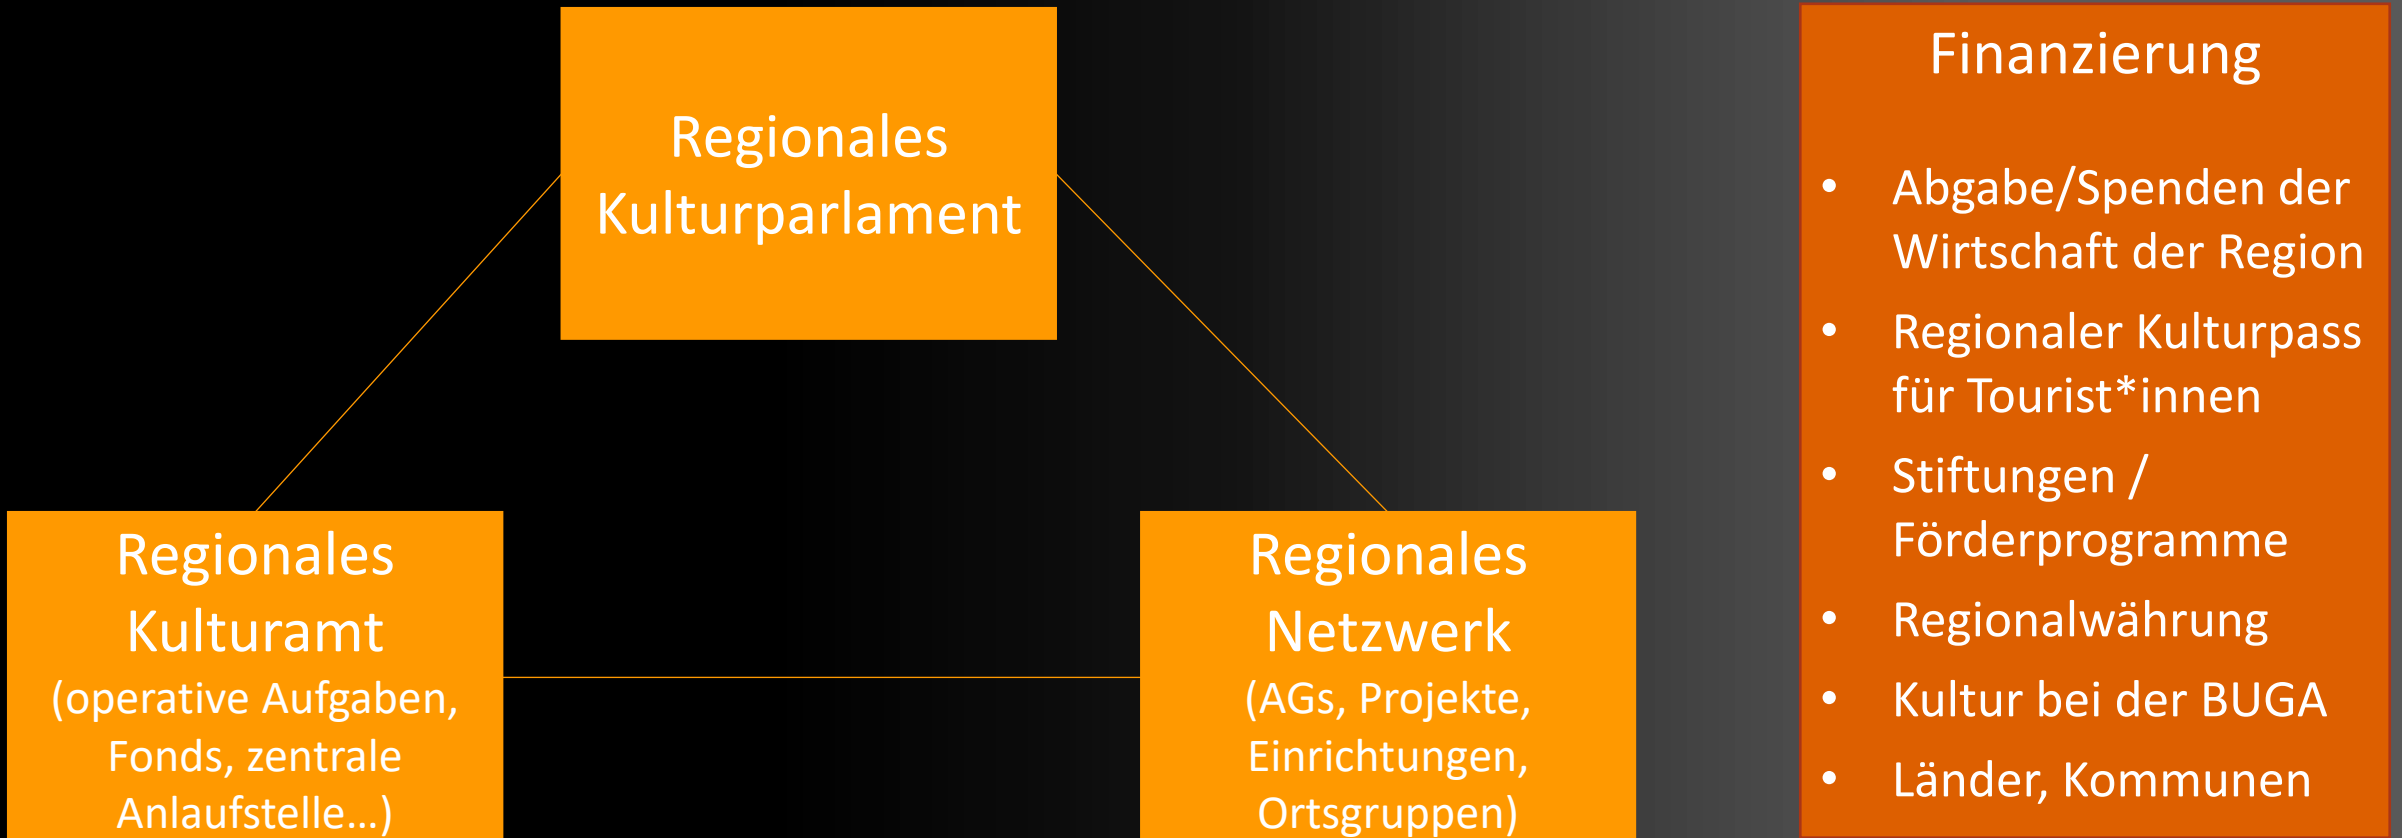 Regionales
Kulturparlament
Regionales
Kulturamt
(operative Aufgaben,
Fonds, zentrale
Anlaufstelle…)
Regionales
Netzwerk
(AGs, Projekte,
Einrichtungen,
Ortsgruppen)
Finanzierung
• Abgabe/Spenden der
Wirtschaft der Region
• Regionaler Kulturpass
für Tourist*innen
• Stiftungen /
Förderprogramme
• Regionalwährung
• Kultur bei der BUGA
• Länder, Kommunen